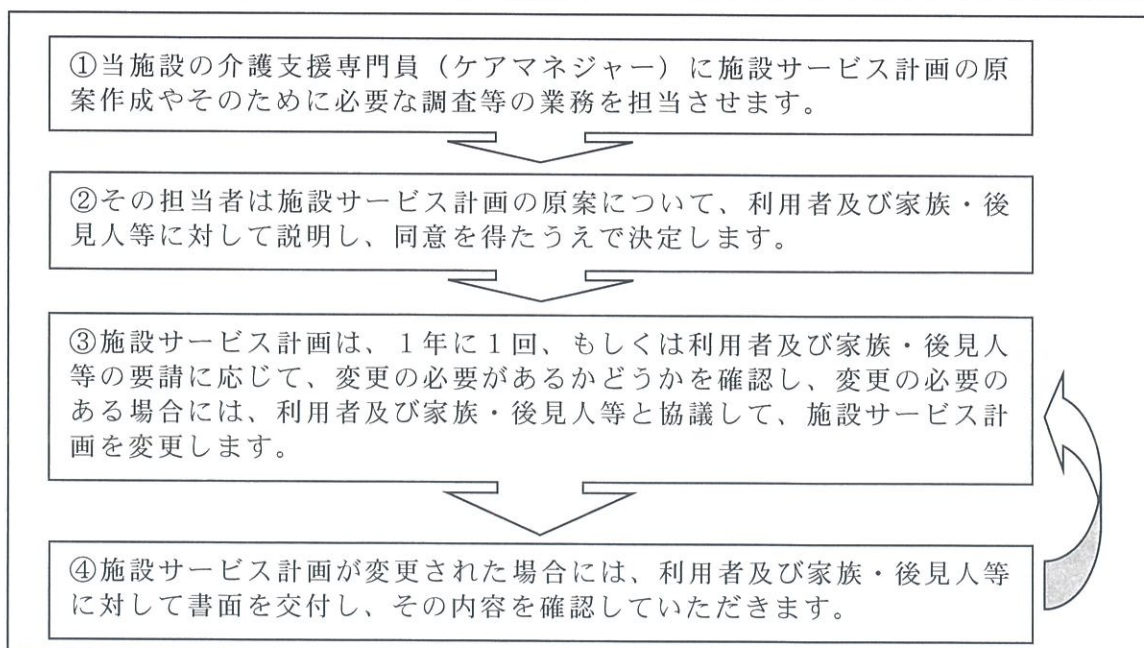 ①当施設の介護支援専門員（ケアマネジャー）に施設サービス計画の原
案作成やそのために必要な調査等の業務を担当させます。
②その担当者は施設サービス計画の原案について、利用者及び家族・後
見人等に対して説明し、同意を得たうえで決定します。
③施設サービス計画は、１年に１回、もしくは利用者及び家族・後見人
等の要請に応じて、変更の必要があるかどうかを確認し、変更の必要の
ある場合には、利用者及び家族・後見人等と協議して、施設サービス計
画を変更します。
④施設サービス計画が変更された場合には、利用者及び家族・後見人等
に対して書面を交付し、その内容を確認していただきます。